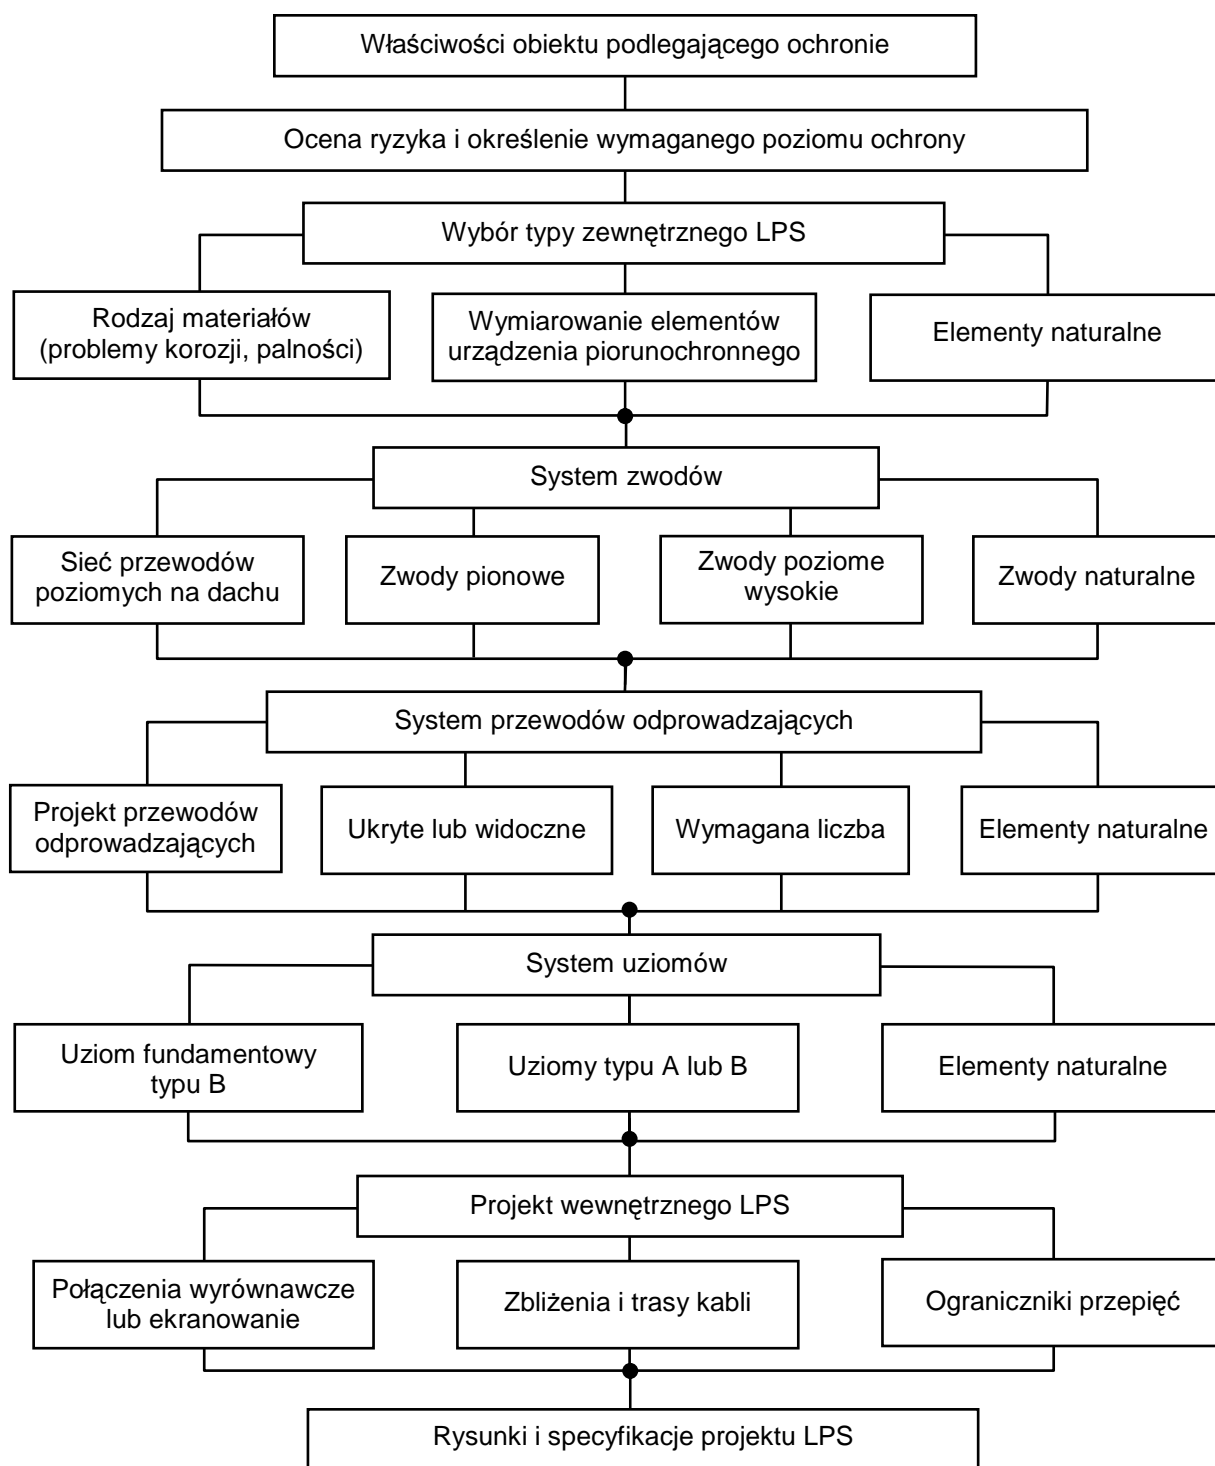 Właściwości obiektu podlegającego ochronie
Ocena ryzyka i określenie wymaganego poziomu ochrony
Wybór typy zewnętrznego LPS
Rodzaj materiałów
(problemy korozji, palności)
Wymiarowanie elementów
urządzenia piorunochronnego
Elementy naturalne
System zwodów
Sieć przewodów
poziomych na dachu
Zwody pionowe
Zwody poziome
wysokie
Zwody naturalne
System przewodów odprowadzających
Projekt przewodów
odprowadzających
Ukryte lub widoczne
Wymagana liczba
Elementy naturalne
System uziomów
Uziom fundamentowy
typu B
Uziomy typu A lub B
Elementy naturalne
Projekt wewnętrznego LPS
Połączenia wyrównawcze
lub ekranowanie
Zbliżenia i trasy kabli
Ograniczniki przepięć
Rysunki i specyfikacje projektu LPS